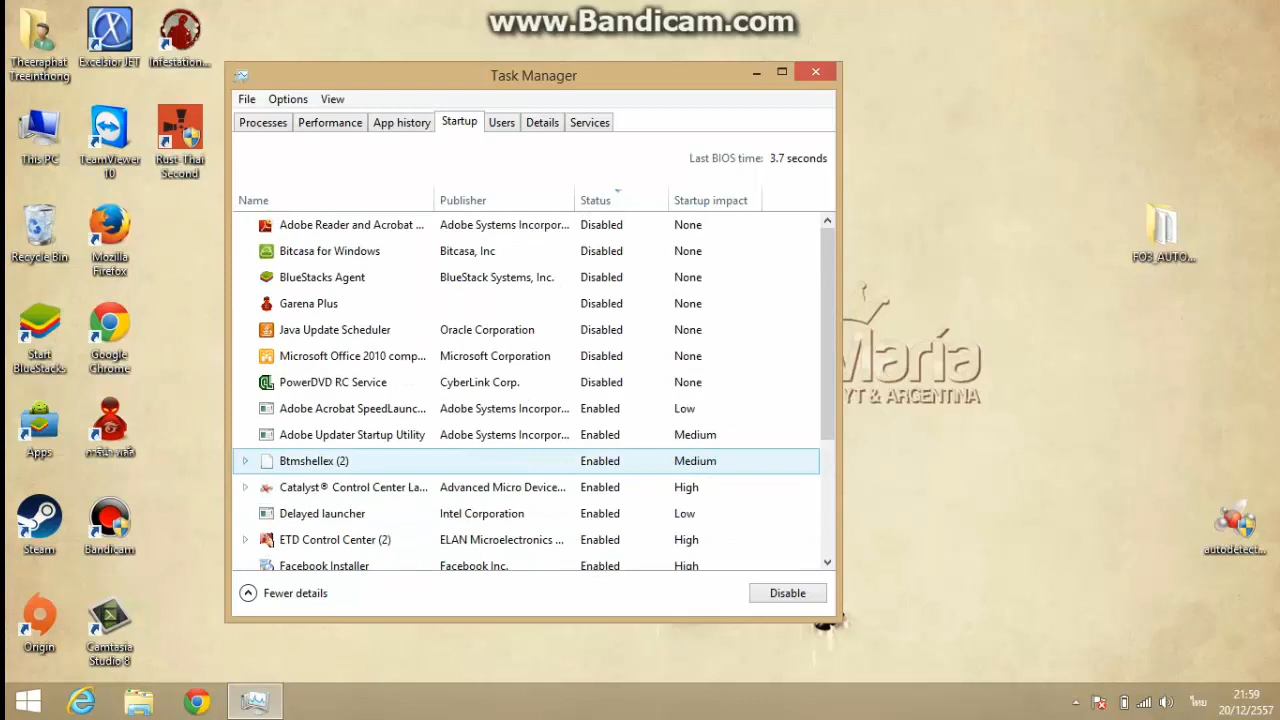 www.Bandicam.com
Theeraphat
Treeinthong
Excelsior JET
Infestation...
This PC
TeamViewer
10
Rust-Thai
Second
Recycle Bin
Mozilla
Firefox
Start
BlueStacks
Google
Chrome
Apps
Steam
Bandicam
Origin
Camtasia
Studio 8
Task Manager
File
Options
View
Processes
Performance
App history
Startup
Users
Details
Services
Last BIOS time: 3.7 seconds
Name Publisher Status Startup impact
Adobe Reader and Acrobat ... Adobe Systems Incorpor... Disabled None
Bitcasa for Windows Bitcasa, Inc Disabled None
BlueStacks Agent BlueStack Systems, Inc. Disabled None
Garena Plus Disabled None
Java Update Scheduler Oracle Corporation Disabled None
Microsoft Office 2010 comp... Microsoft Corporation Disabled None
PowerDVD RC Service CyberLink Corp. Disabled None
Adobe Acrobat SpeedLaunc... Adobe Systems Incorpor... Enabled Low
Adobe Updater Startup Utility Adobe Systems Incorpor... Enabled Medium
Btmshellex (2) Enabled Medium
Catalyst® Control Center La... Advanced Micro Device... Enabled High
Delayed launcher Intel Corporation Enabled Low
ETD Control Center (2) ELAN Microelectronics ... Enabled High
Facebook Installer Facebook Inc. Enabled High
Fewer details
Disable
FO3_AUTO...
María
YT & ARGENTINA
autodetect...
ไทย
21:59
20/12/2557